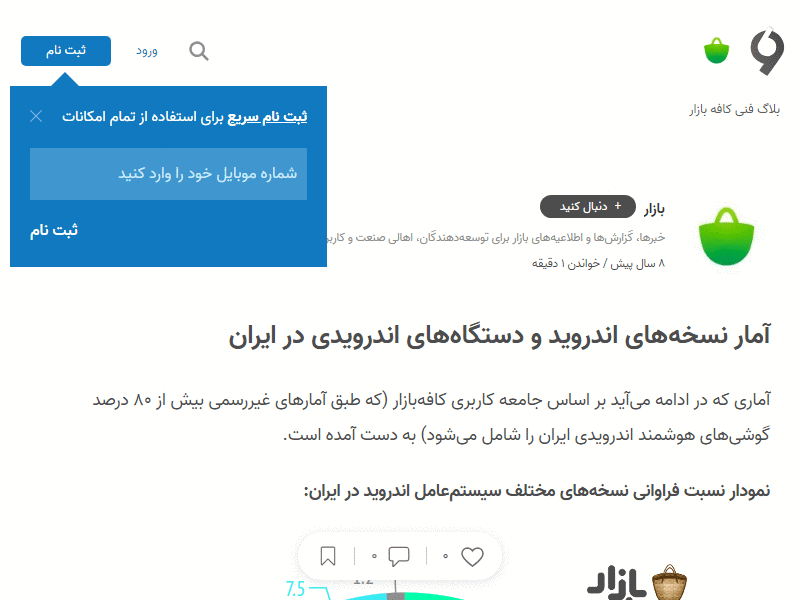 ورود
ثبت نام
بلاگ فنی کافه بازار
ثبت نام سریع برای استفاده از تمام امکانات
شماره موبایل خود را وارد کنید
ثبت نام
بازار
+ دنبال کنید
خبرها، گزارش‌ها و اطلاعیه‌های بازار برای توسعه‌دهندگان، اهالی صنعت و
۸ سال پیش / خواندن ۱ دقیقه
آمار نسخه‌های اندروید و دستگاه‌های اندرویدی در ایران
آماری که در ادامه می‌آید بر اساس جامعه کاربری کافه‌بازار (که طبق آمارهای غیررسمی بیش از ۸۰ درصد
گوشی‌های هوشمند اندرویدی ایران را شامل می‌شود) به دست آمده است.
نمودار نسبت فراوانی نسخه‌های مختلف سیستم‌عامل اندروید در ایران:
۰
۰
7.5
1.2
بازار